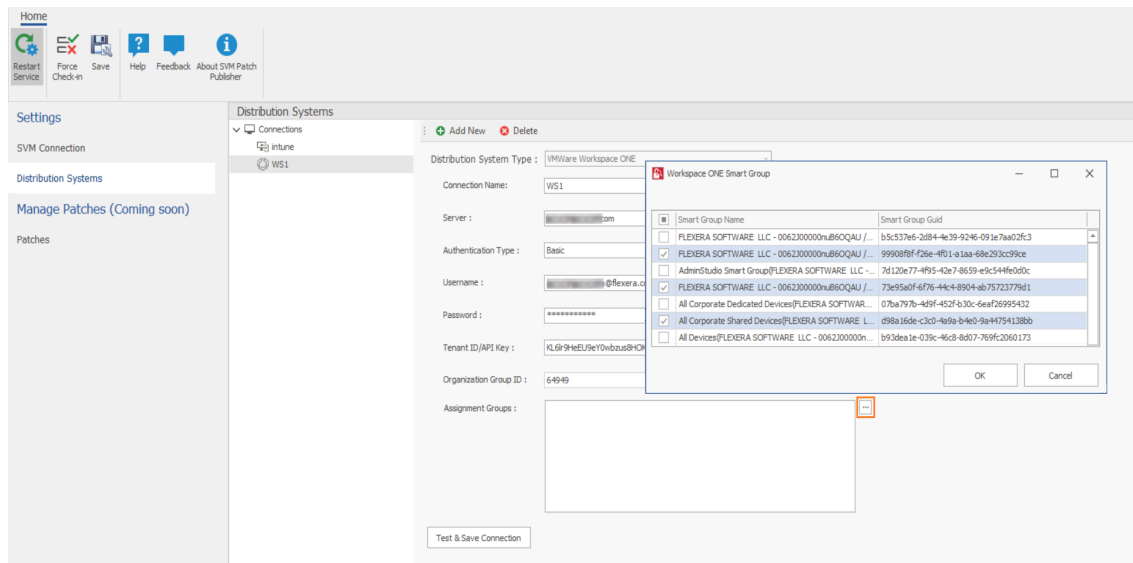 Home
Restart Service
Force Check-in
Save
Help
Feedback
About SVM Patch Publisher
Settings
SVM Connection
Distribution Systems
Manage Patches (Coming soon)
Patches
Distribution Systems
Connections
intune
WS1
Add New
Delete
Distribution System Type :
VMWare Workspace ONE
Connection Name:
WS1
Server :
com
Authentication Type :
Basic
Username :
@flexera.c
Password :
***********
Tenant ID/API Key :
KL6lr9HeEU9eY0wbzus8HO
Organization Group ID :
64949
Assignment Groups :
...
Test & Save Connection
Workspace ONE Smart Group
Smart Group Name Smart Group Guid
FLEXERA SOFTWARE LLC - 0062J00000nuB6OQAU /... b5c537e6-2d84-4e39-9246-091e7aa02fc3
FLEXERA SOFTWARE LLC - 0062J00000nuB6OQAU /... 99908f8f-f26e-4f01-a1aa-68e293cc99ce
AdminStudio Smart Group(FLEXERA SOFTWARE LLC -... 7d120e77-4f95-42e7-8659-e9c544fe0d0c
FLEXERA SOFTWARE LLC - 0062J00000nuB6OQAU /... 73e95a0f-6f76-44c4-8904-ab75723779d1
All Corporate Dedicated Devices(FLEXERA SOFTWAR... 07ba797b-4d9f-452f-b30c-6eaf26995432
All Corporate Shared Devices(FLEXERA SOFTWARE L... d98a16de-c3c0-4a9a-b4e0-9a44754138bb
All Devices(FLEXERA SOFTWARE LLC - 0062J00000n... b93dea1e-039c-46c8-8d07-769fc2060173
OK
Cancel